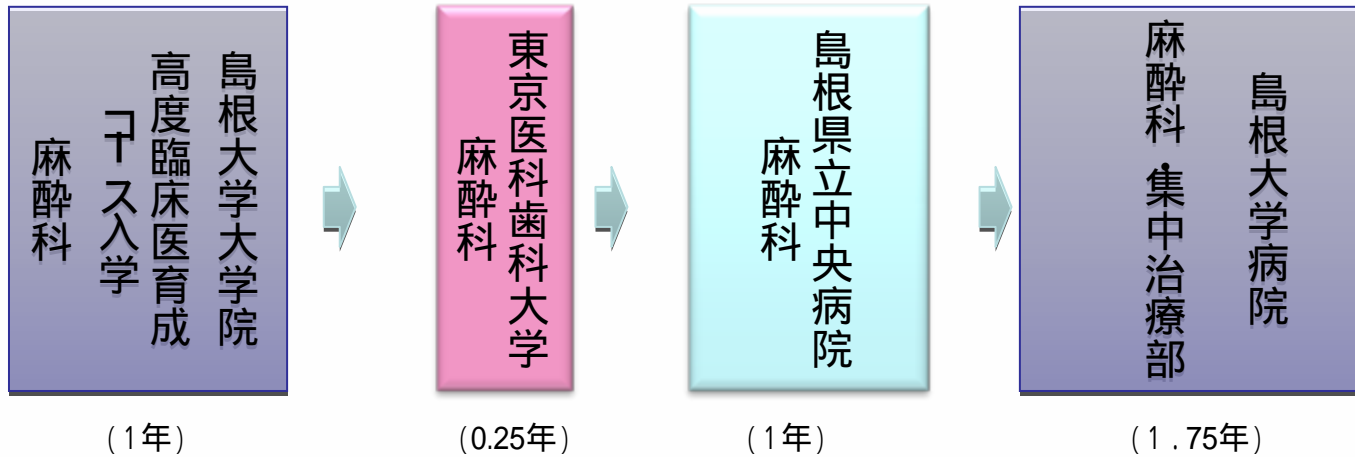 島根大学大学院
高度臨床医育成
コース入学
麻酔科
東京医科歯科大学
麻酔科
島根県立中央病院
麻酔科
島根大学病院
麻酔科・集中治療部
(1年)
(0.25年)
(1年)
(1.75年)